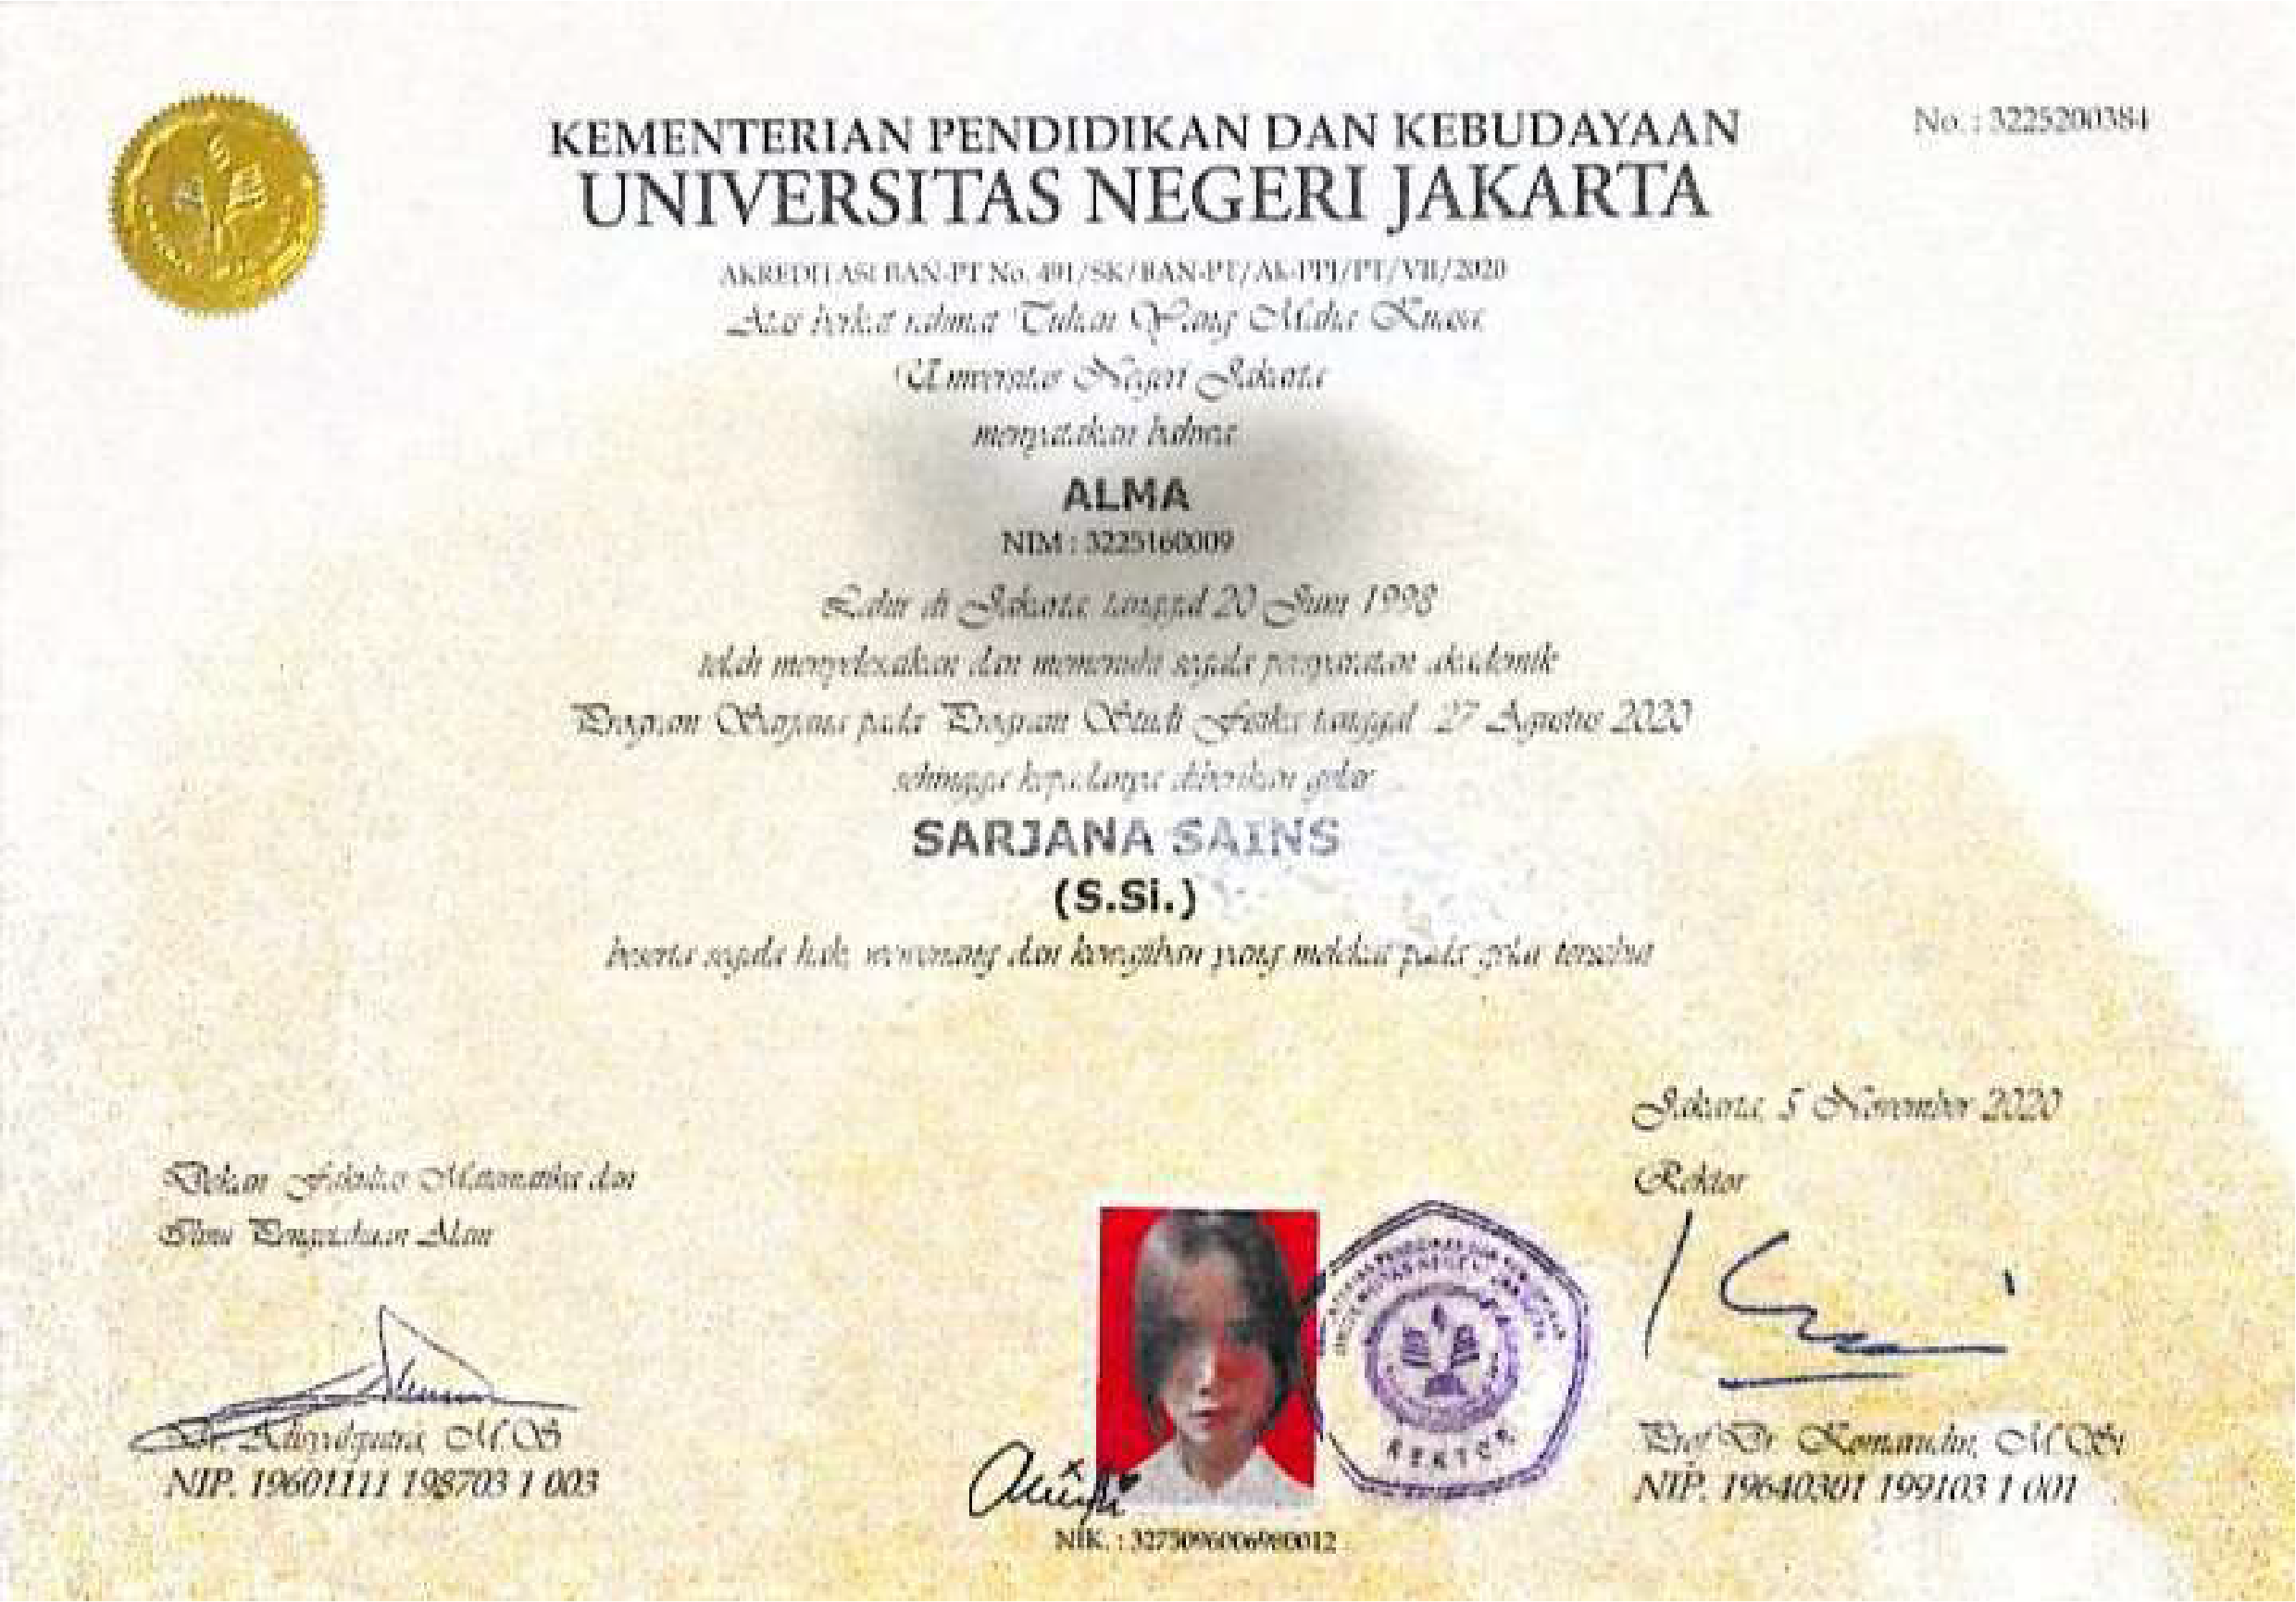 KEMENTERIAN PENDIDIKAN DAN KEBUDAYAAN
No. : 3225200384
UNIVERSITAS NEGERI JAKARTA
AKREDITASI BAN-PT No. 491/SK/BAN-PT/Ak-PPJ/PT/VII/2020
Atas berkat rahmat Tuhan Yang Maha Kuasa
Universitas Negeri Jakarta
menyatakan bahwa
ALMA
NIM : 3225160009
Lahir di Jakarta, tanggal 20 Juni 1998
telah menyelesaikan dan memenuhi segala persyaratan akademik
Program Sarjana pada Program Studi Fisika tanggal 27 Agustus 2020
sehingga kepadanya diberikan gelar
SARJANA SAINS
(S.Si.)
beserta segala hak, wewenang dan kewajiban yang melekat pada gelar tersebut
Jakarta, 5 November 2020
Dekan Fakultas Matematika dan
Ilmu Pengetahuan Alam
Rektor
REKTOR
Dr. Adisyahputra, M.S
NIP. 19601111 198703 1 003
Prof Dr Komarudin, M.Si
NIP. 19640301 199103 1 001
NIK. : 3275096006980012